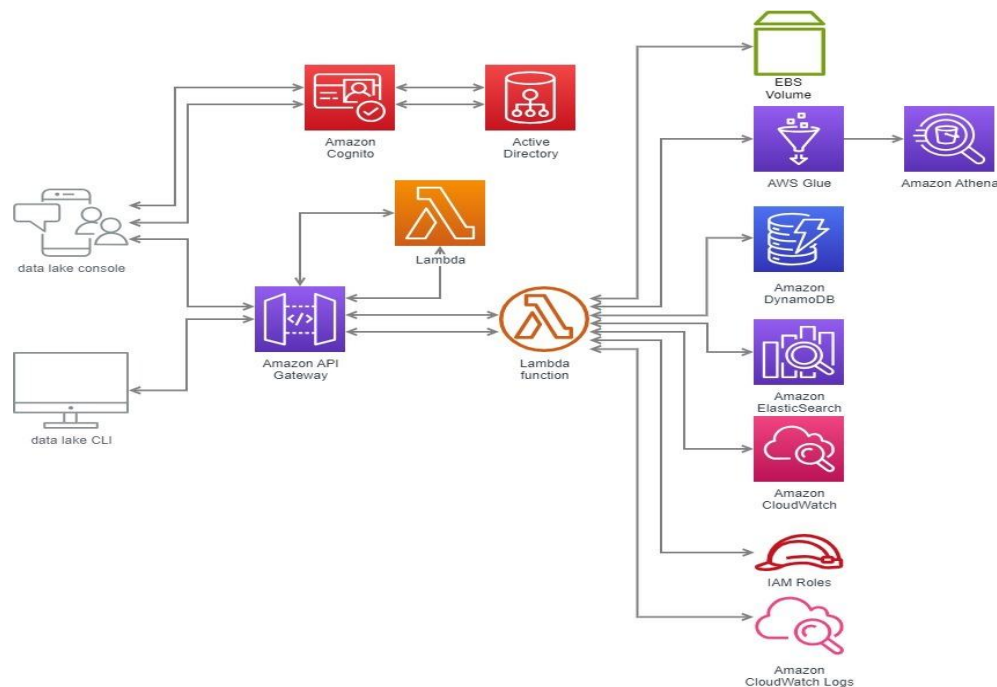 EBS
Volume
Amazon
Cognito
Active
Directory
AWS Glue
Amazon Athena
Lambda
data lake console
Amazon
DynamoDB
</>
Amazon API
Gateway
Lambda
function
Amazon
ElasticSearch
data lake CLI
Amazon
CloudWatch
IAM Roles
Amazon
CloudWatch Logs